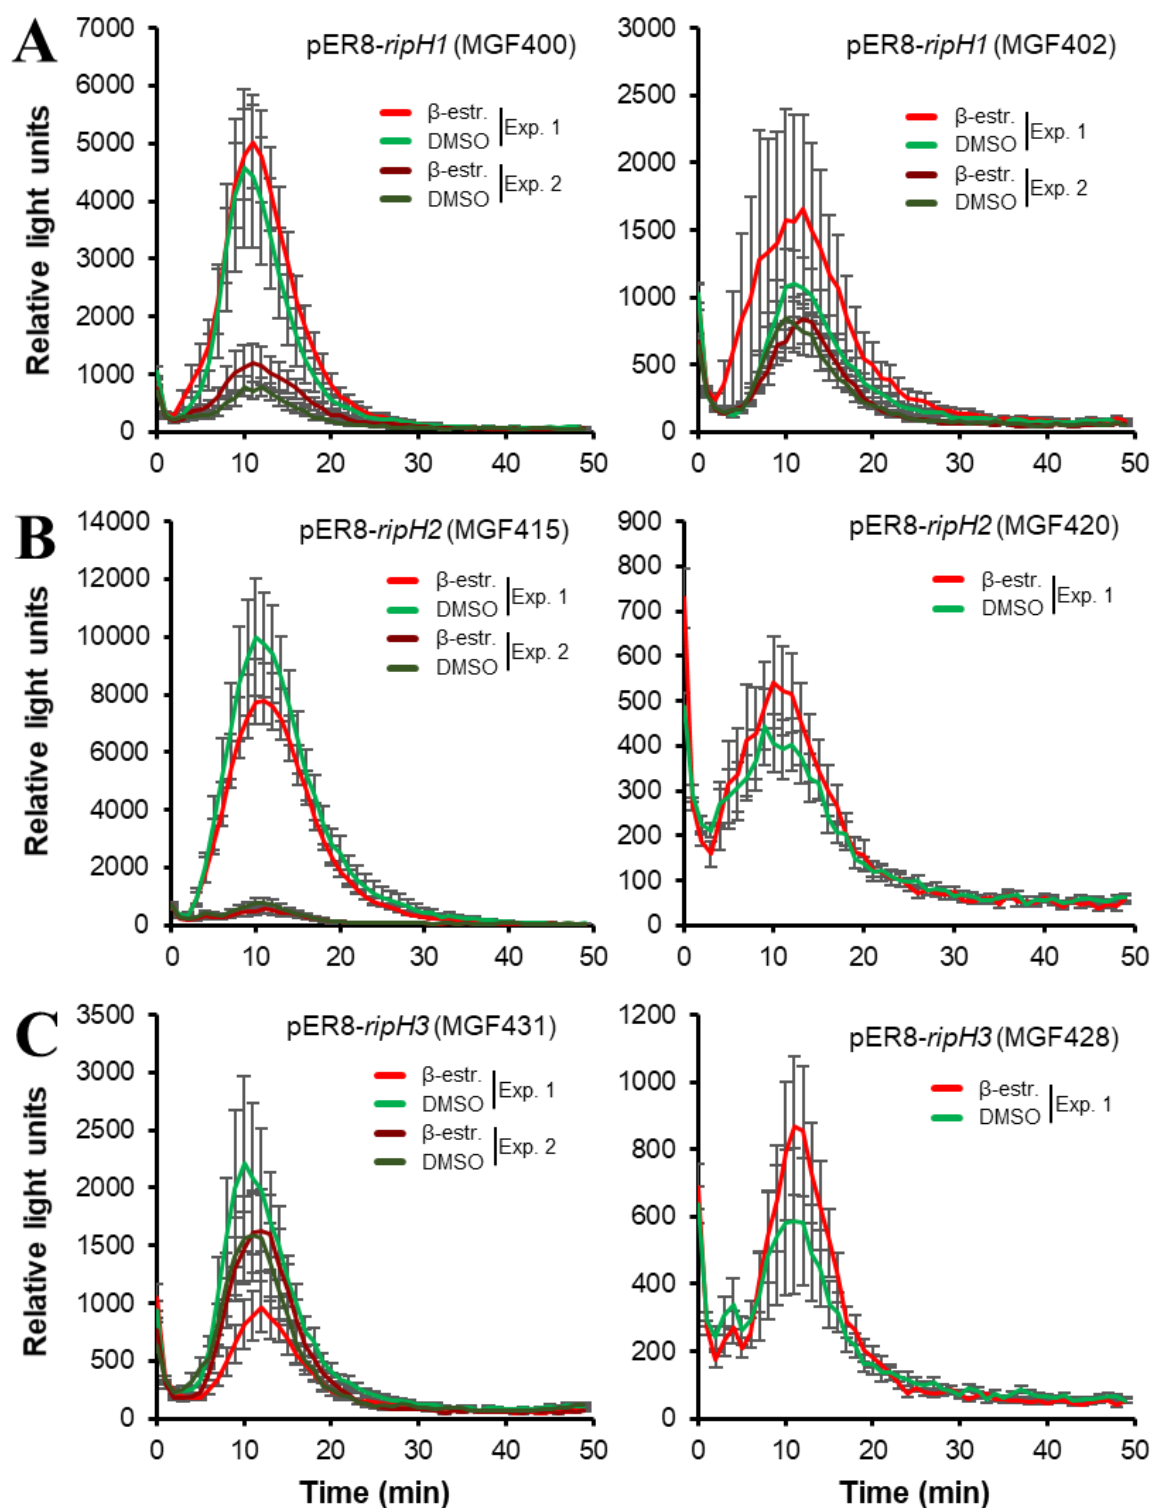 A
pER8-ripH1 (MGF400)
β-estr.
DMSO
Exp. 1
β-estr.
DMSO
Exp. 2
Relative light units
7000
6000
5000
4000
3000
2000
1000
0
0 10 20 30 40 50
pER8-ripH1 (MGF402)
β-estr.
DMSO
Exp. 1
β-estr.
DMSO
Exp. 2
3000
2500
2000
1500
1000
500
0
0 10 20 30 40 50
B
pER8-ripH2 (MGF415)
β-estr.
DMSO
Exp. 1
β-estr.
DMSO
Exp. 2
Relative light units
14000
12000
10000
8000
6000
4000
2000
0
0 10 20 30 40 50
pER8-ripH2 (MGF420)
β-estr.
DMSO
Exp. 1
900
800
700
600
500
400
300
200
100
0
0 10 20 30 40 50
C
pER8-ripH3 (MGF431)
β-estr.
DMSO
Exp. 1
β-estr.
DMSO
Exp. 2
Relative light units
3500
3000
2500
2000
1500
1000
500
0
0 10 20 30 40 50
Time (min)
pER8-ripH3 (MGF428)
β-estr.
DMSO
Exp. 1
1200
1000
800
600
400
200
0
0 10 20 30 40 50
Time (min)